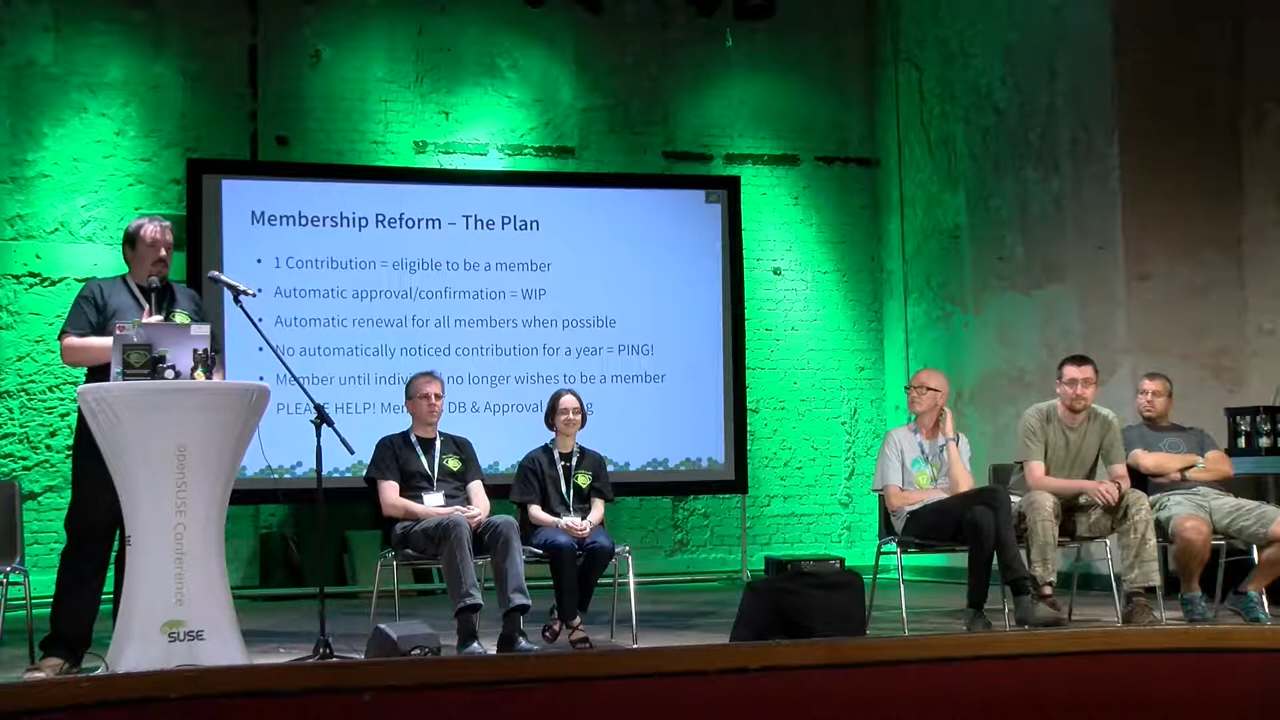 Membership Reform – The Plan
• 1 Contribution = eligible to be a member
• Automatic approval/confirmation = WIP
• Automatic renewal for all members when possible
• No automatically noticed contribution for a year = PING!
• Member until no longer wishes to be a member
PLEASE HELP! DB & Approval
openSUSE Conference
SUSE